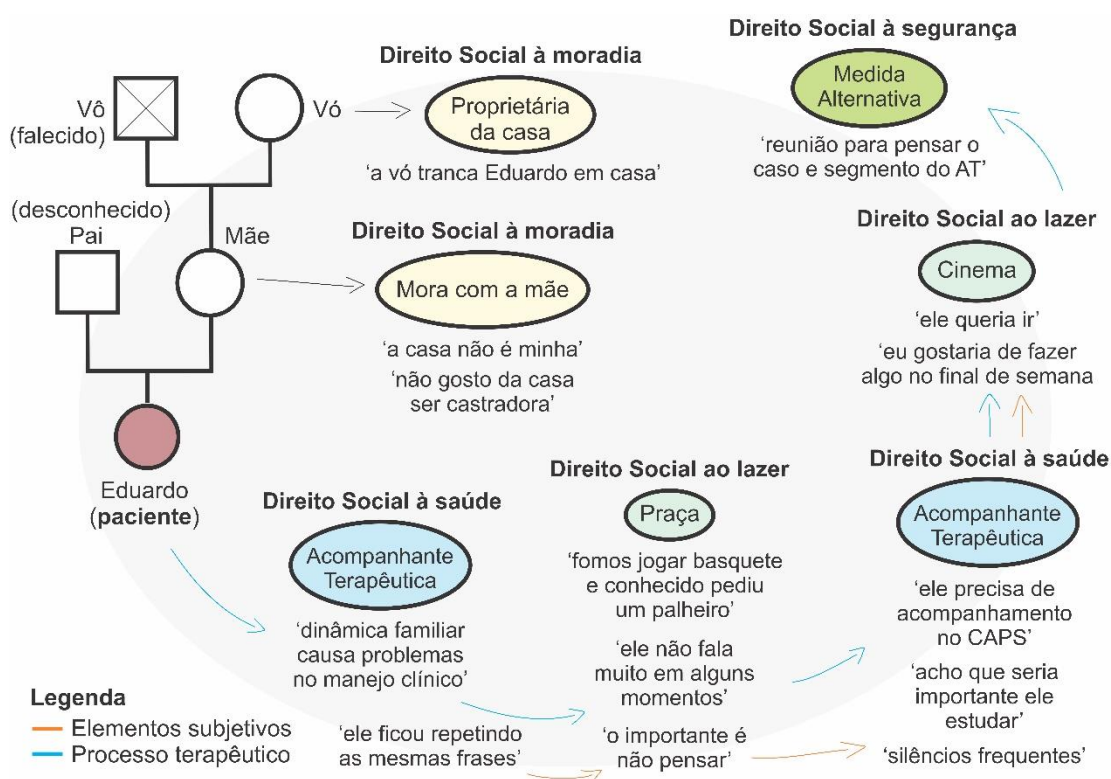 Vô
(falecido)
Vó
Direito Social à moradia
Proprietária
da casa
‘a vó tranca Eduardo em casa’
Direito Social à segurança
Medida
Alternativa
‘reunião para pensar o
caso e segmento do AT’
(desconhecido)
Pai
Mãe
Direito Social à moradia
Mora com a mãe
‘a casa não é minha’
‘não gosto da casa
ser castradora’
Direito Social ao lazer
Cinema
‘ele queria ir’
‘eu gostaria de fazer
algo no final de semana
Eduardo
(paciente)
Direito Social à saúde
Acompanhante
Terapêutica
‘dinâmica familiar
causa problemas
no manejo clínico’
‘ele ficou repetindo
as mesmas frases’
Direito Social ao lazer
Praça
‘fomos jogar basquete
e conhecido pediu
um palheiro’
‘ele não fala
muito em alguns
momentos’
‘o importante é
não pensar’
Direito Social à saúde
Acompanhante
Terapêutica
‘ele precisa de
acompanhamento
no CAPS’
‘acho que seria
importante ele
estudar’
‘silêncios frequentes’
Legenda
Elementos subjetivos
Processo terapêutico